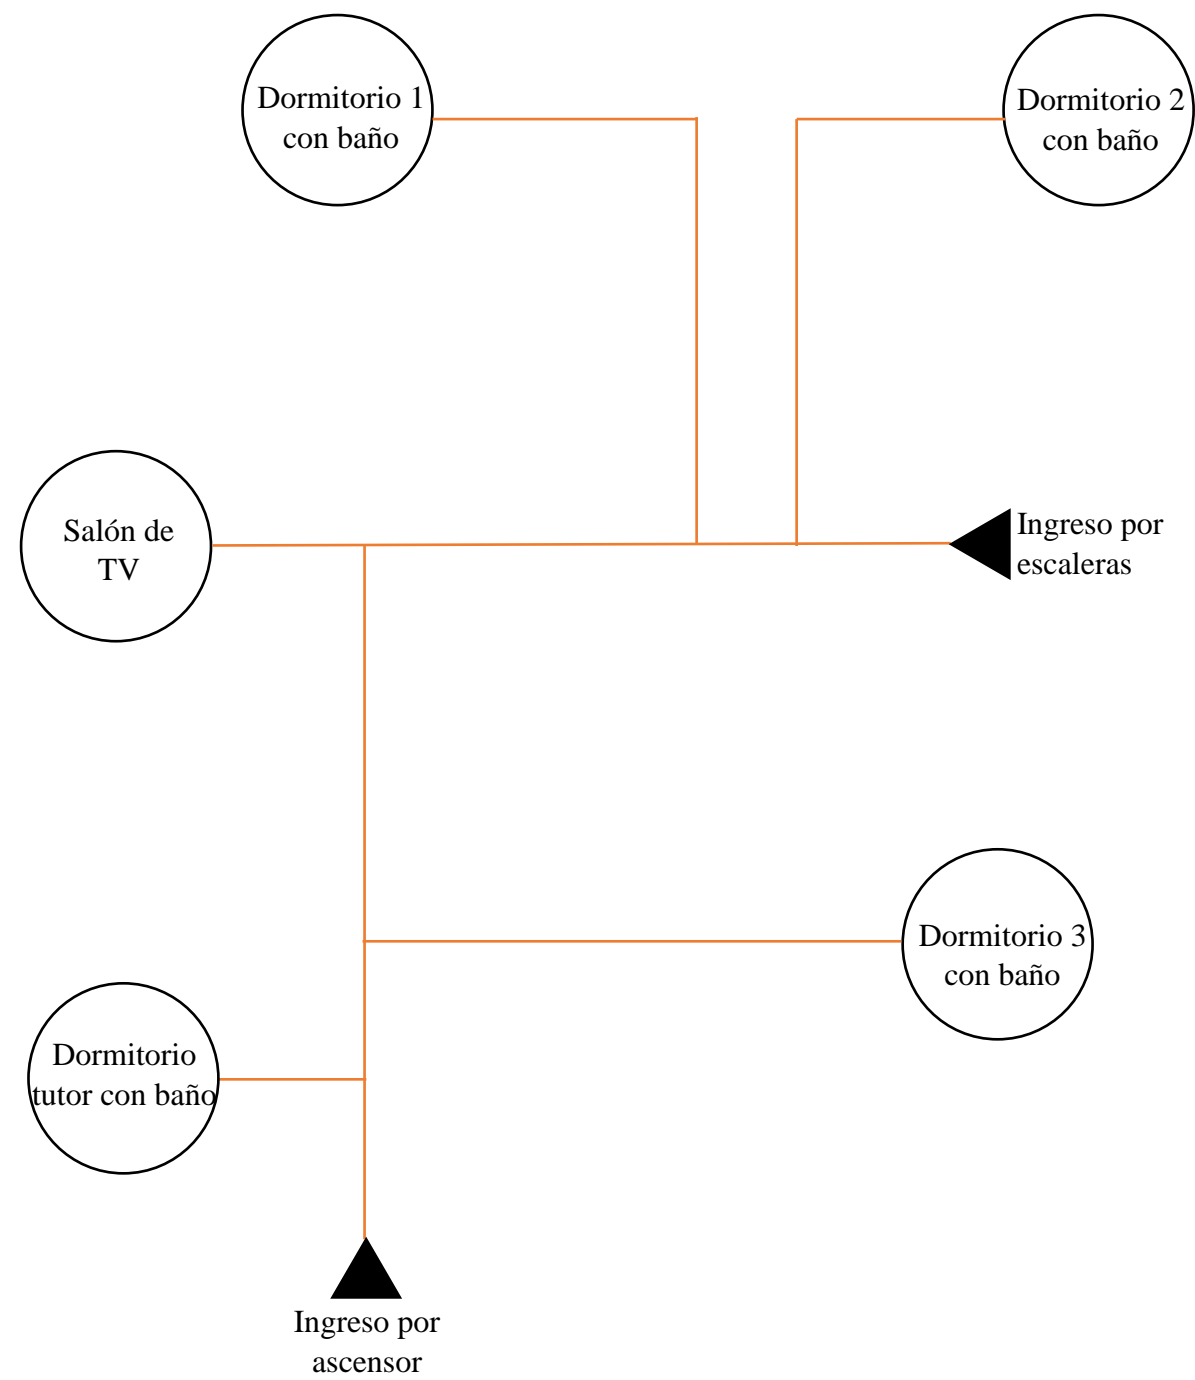 Dormitorio 1
con baño
Dormitorio 2
con baño
Salón de
TV
Ingreso por
escaleras
Dormitorio 3
con baño
Dormitorio
tutor con baño
Ingreso por
ascensor